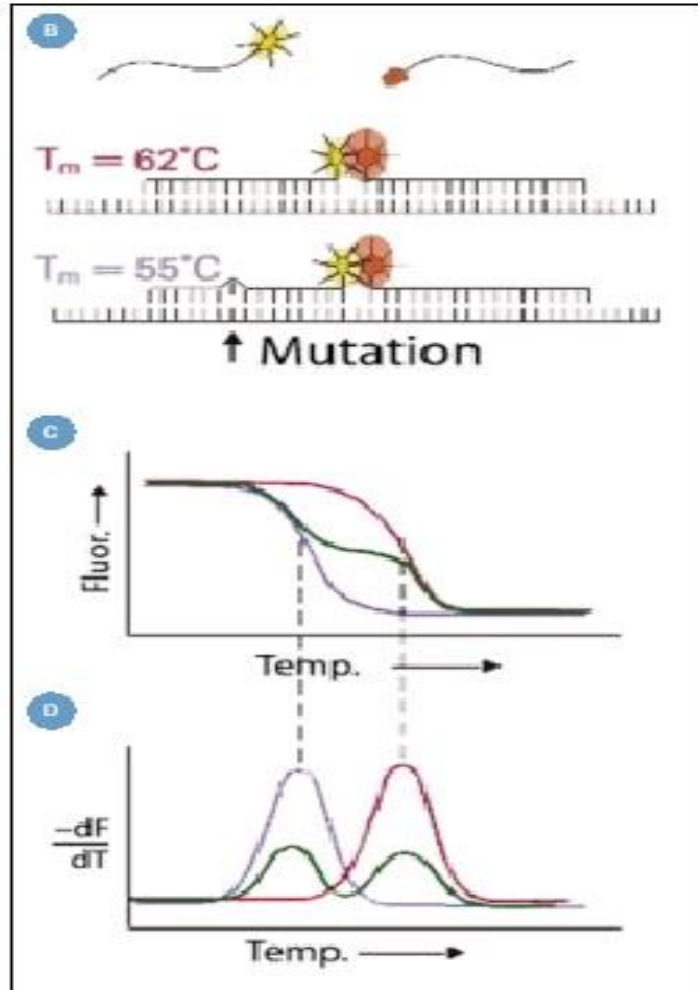 B
Tm = 62°C
Tm = 55°C
↑ Mutation
C
Fluor. →
Temp. →
D
-dF
dT
Temp. →